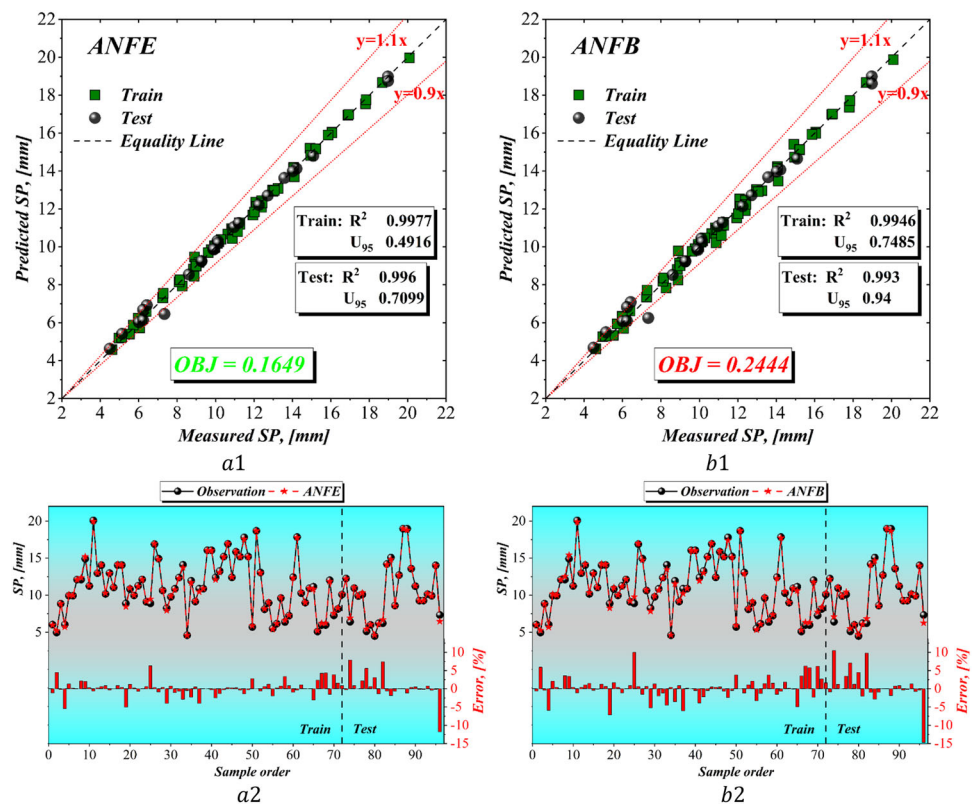 ANFE
y=1.1x
y=0.9x
Train
Test
Equality Line
Train: R² 0.9977
U₉₅ 0.4916
Test: R² 0.996
U₉₅ 0.7099
OBJ = 0.1649
Predicted SP, [mm]
22
20
18
16
14
12
10
8
6
4
2
2 4 6 8 10 12 14 16 18 20 22
Measured SP, [mm]
a1
ANFB
y=1.1x
y=0.9x
Train
Test
Equality Line
Train: R² 0.9946
U₉₅ 0.7485
Test: R² 0.993
U₉₅ 0.94
OBJ = 0.2444
Predicted SP, [mm]
22
20
18
16
14
12
10
8
6
4
2
2 4 6 8 10 12 14 16 18 20 22
Measured SP, [mm]
b1
Observation ANFE
SP, [mm]
20
15
10
5
10
5
0
-5
-10
-15
Error, [%]
Train Test
0 10 20 30 40 50 60 70 80 90
Sample order
a2
Observation ANFB
SP, [mm]
20
15
10
5
10
5
0
-5
-10
-15
Error, [%]
Train Test
0 10 20 30 40 50 60 70 80 90
Sample order
b2